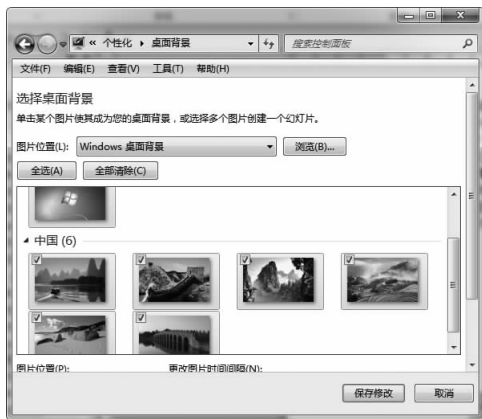 « 个性化 ▸ 桌面背景
搜索控制面板
文件(F) 编辑(E) 查看(V) 工具(T) 帮助(H)
选择桌面背景
单击某个图片使其成为您的桌面背景，或选择多个图片创建一个幻灯片。
图片位置(L): Windows 桌面背景 浏览(B)...
全选(A) 全部清除(C)
中国 (6)
图片位置(P): 更改图片时间间隔(N):
保存修改 取消